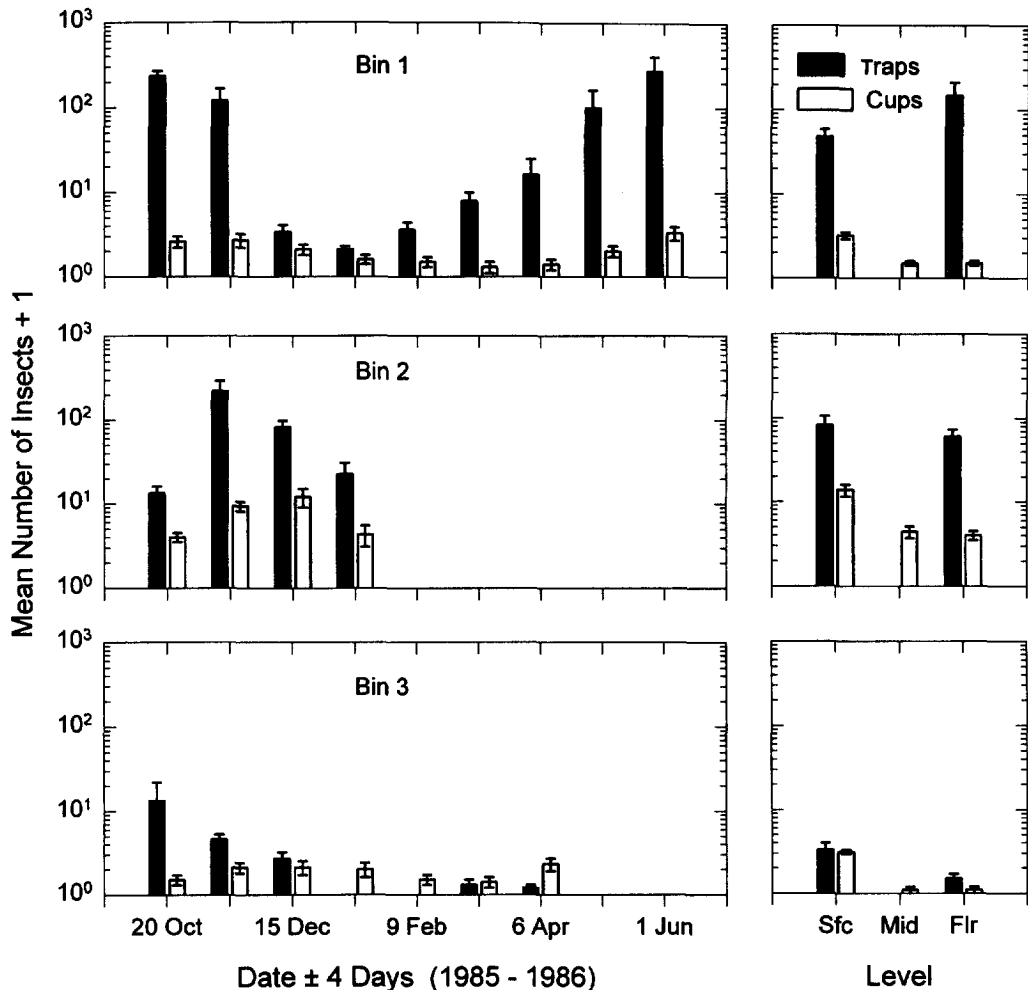 Mean Number of Insects + 1
10³
10²
10¹
10⁰
Bin 1
Traps
Cups
10³
10²
10¹
10⁰
Bin 2
10³
10²
10¹
10⁰
Bin 3
20 Oct 15 Dec 9 Feb 6 Apr 1 Jun
Sfc Mid Flr
Date ± 4 Days (1985 - 1986)
Level